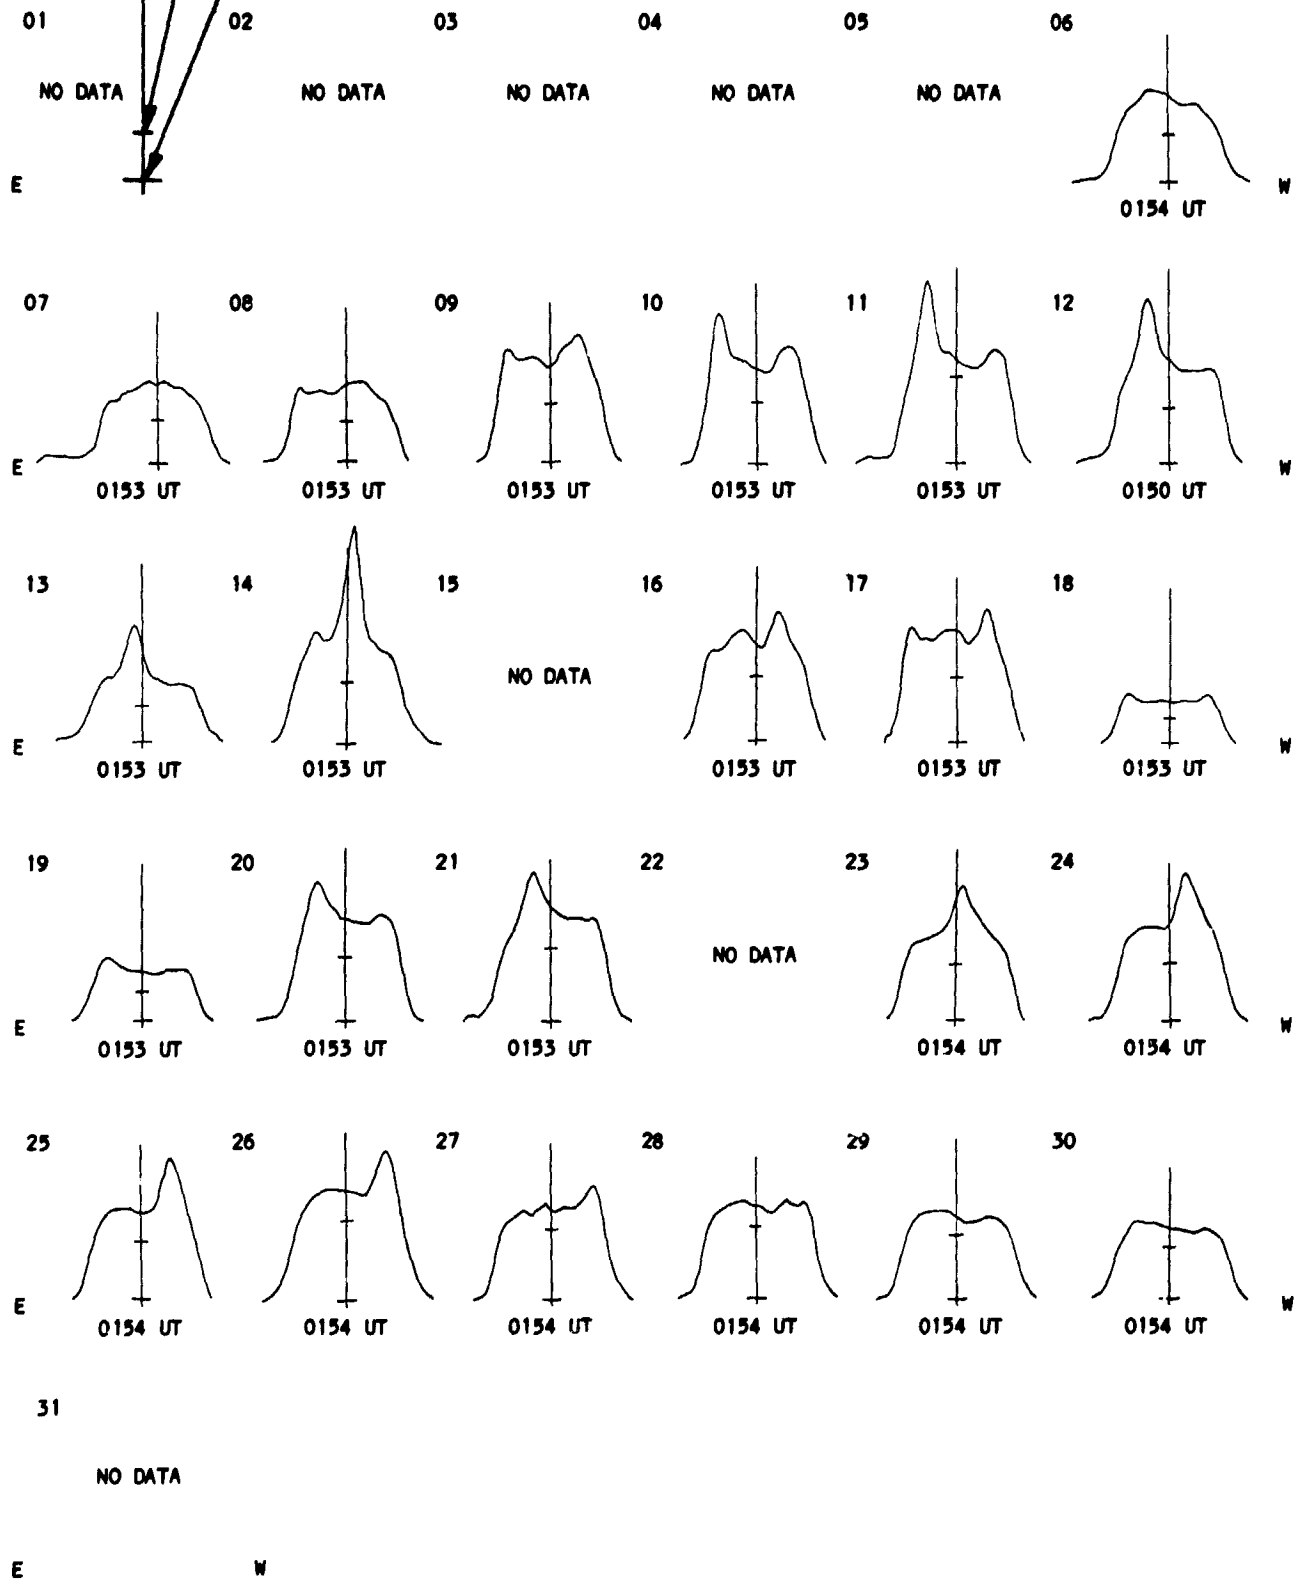 01 02 03 04 05 06
NO DATA NO DATA NO DATA NO DATA NO DATA
E W
0154 UT
07 08 09 10 11 12
E W
0153 UT 0153 UT 0153 UT 0153 UT 0153 UT 0150 UT
13 14 15 16 17 18
NO DATA
E W
0153 UT 0153 UT 0153 UT 0153 UT 0153 UT
19 20 21 22 23 24
NO DATA
E W
0153 UT 0153 UT 0153 UT 0154 UT 0154 UT
25 26 27 28 29 30
E W
0154 UT 0154 UT 0154 UT 0154 UT 0154 UT 0154 UT
31
NO DATA
E W